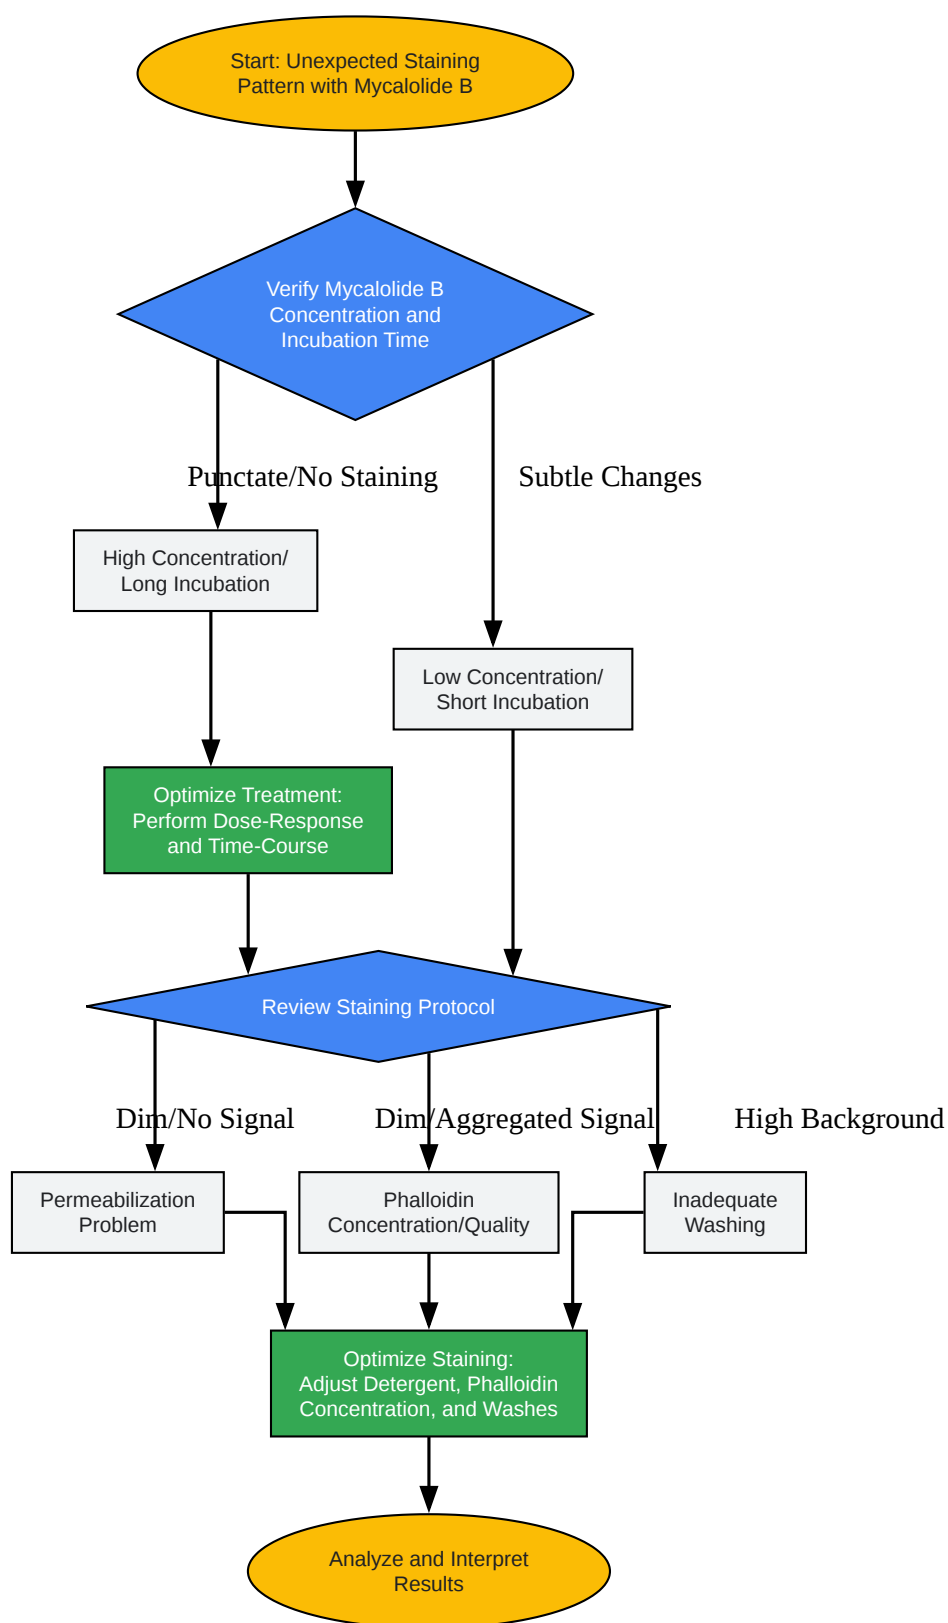 Start: Unexpected Staining
Pattern with Mycalolide B
Verify Mycalolide B
Concentration and
Incubation Time
Punctate/No Staining
Subtle Changes
High Concentration/
Long Incubation
Low Concentration/
Short Incubation
Optimize Treatment:
Perform Dose-Response
and Time-Course
Review Staining Protocol
Dim/No Signal
Dim/Aggregated Signal
High Background
Permeabilization
Problem
Phalloidin
Concentration/Quality
Inadequate
Washing
Optimize Staining:
Adjust Detergent, Phalloidin
Concentration, and Washes
Analyze and Interpret
Results